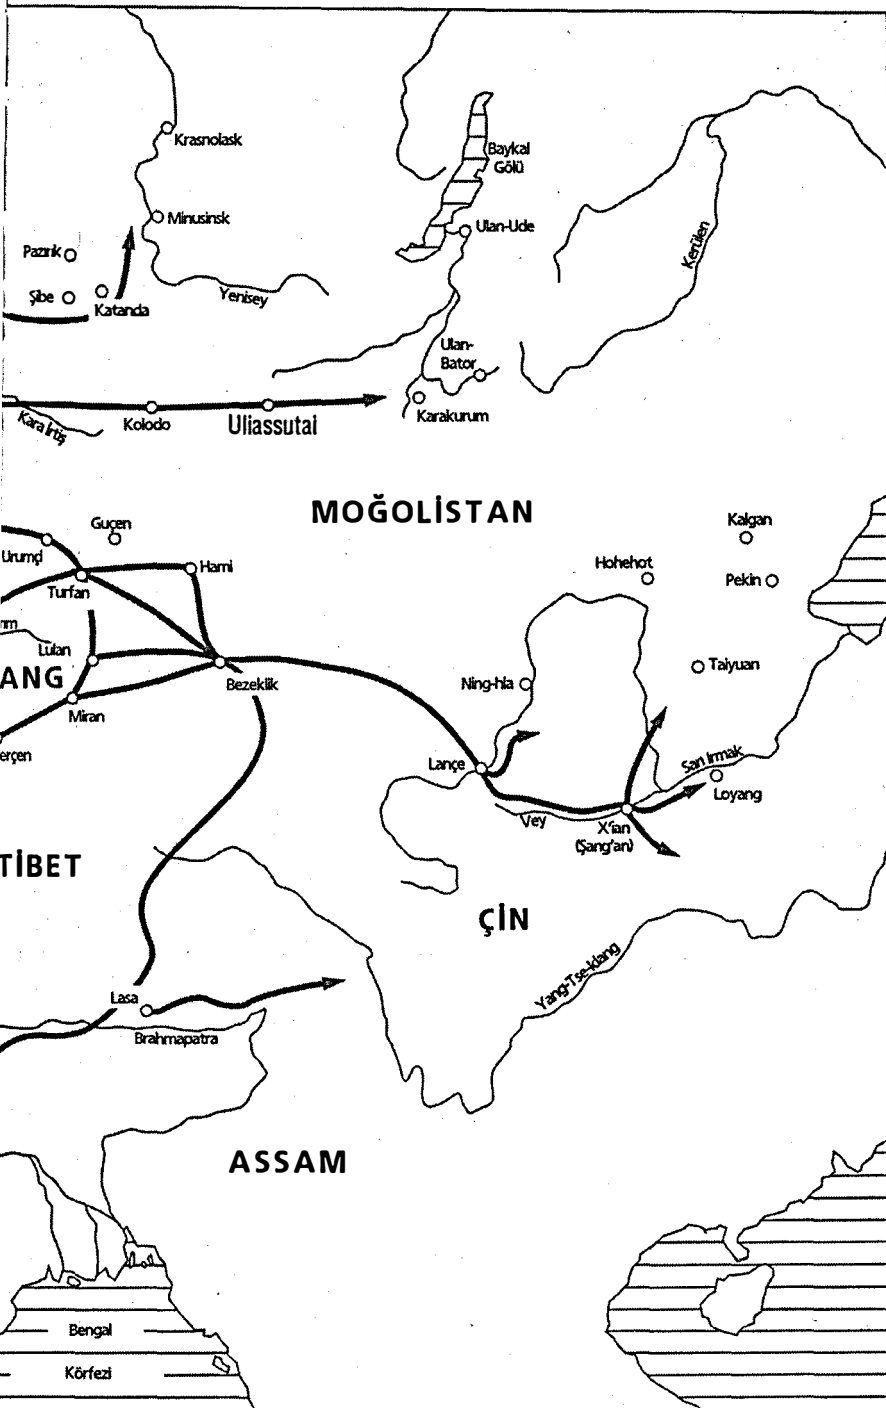 Krasnolask
Baykal
Gölü
Minusinsk
Ulan-Ude
Pazırık
Kerülen
Şibe
Katanda
Yenisey
Ulan-
Bator
Karakurum
Kara İrtiş
Kolodo
Uliassutai
MOĞOLİSTAN
Guçen
Kalgan
Urumçi
Hami
Hohehot
Pekin
Turfan
rım
Lulan
Taiyuan
ANG
Bezeklik
Ning-hia
Miran
erçen
Lançe
Sarı Irmak
Loyang
Vey
X'ian
(Şang'an)
TİBET
ÇİN
Yang-Tse-kiang
Lasa
Brahmapatra
ASSAM
Bengal
Körfezi